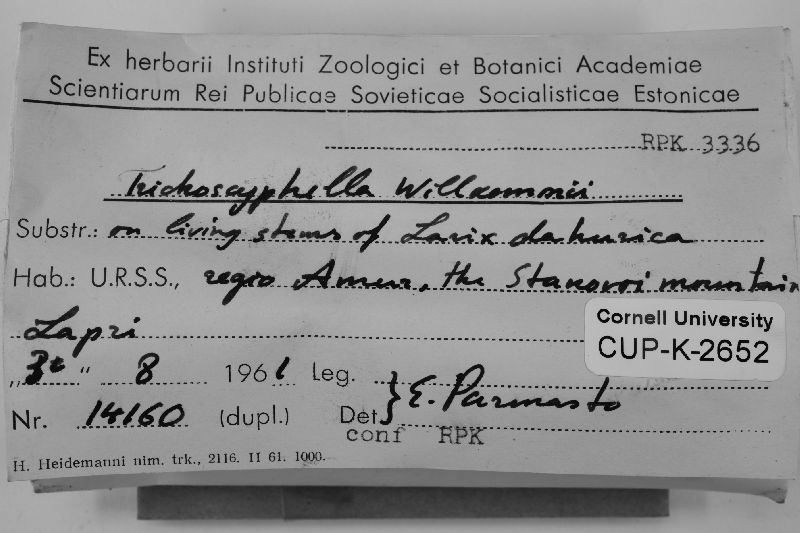 Ex herbarii Instituti Zoologici et Botanici Academiae
Scientiarum Rei Publicae Sovieticae Socialisticae Estonicae
RPK 3336
Trichoscyphella Willkommii
Substr.: on living stems of Larix dahurica
Hab.: U.R.S.S., regio Amur, the Stanovoi mountain
Lapri
Cornell University
CUP-K-2652
„ “ 8 1961 Leg.
Nr. 14160 (dupl.) Det. } E. Parmasto
conf RPK
H. Heidemanni nim. trk., 2116. II 61. 1000.